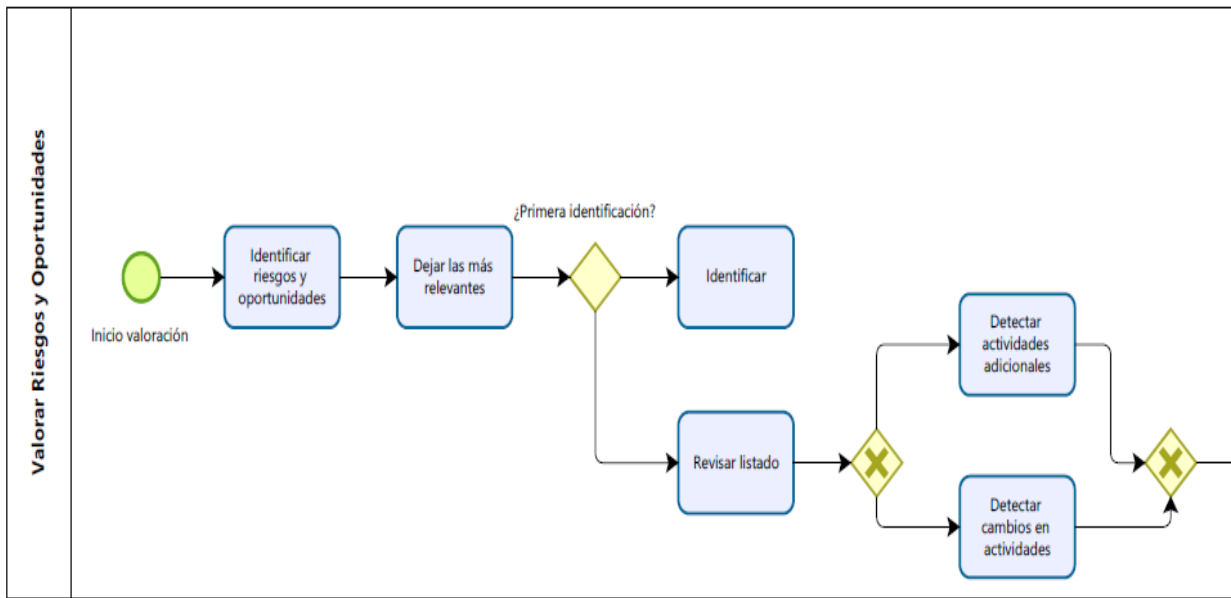 Valorar Riesgos y Oportunidades
Inicio valoración
Identificar
riesgos y
oportunidades
Dejar las más
relevantes
¿Primera identificación?
Identificar
Revisar listado
Detectar
actividades
adicionales
Detectar
cambios en
actividades